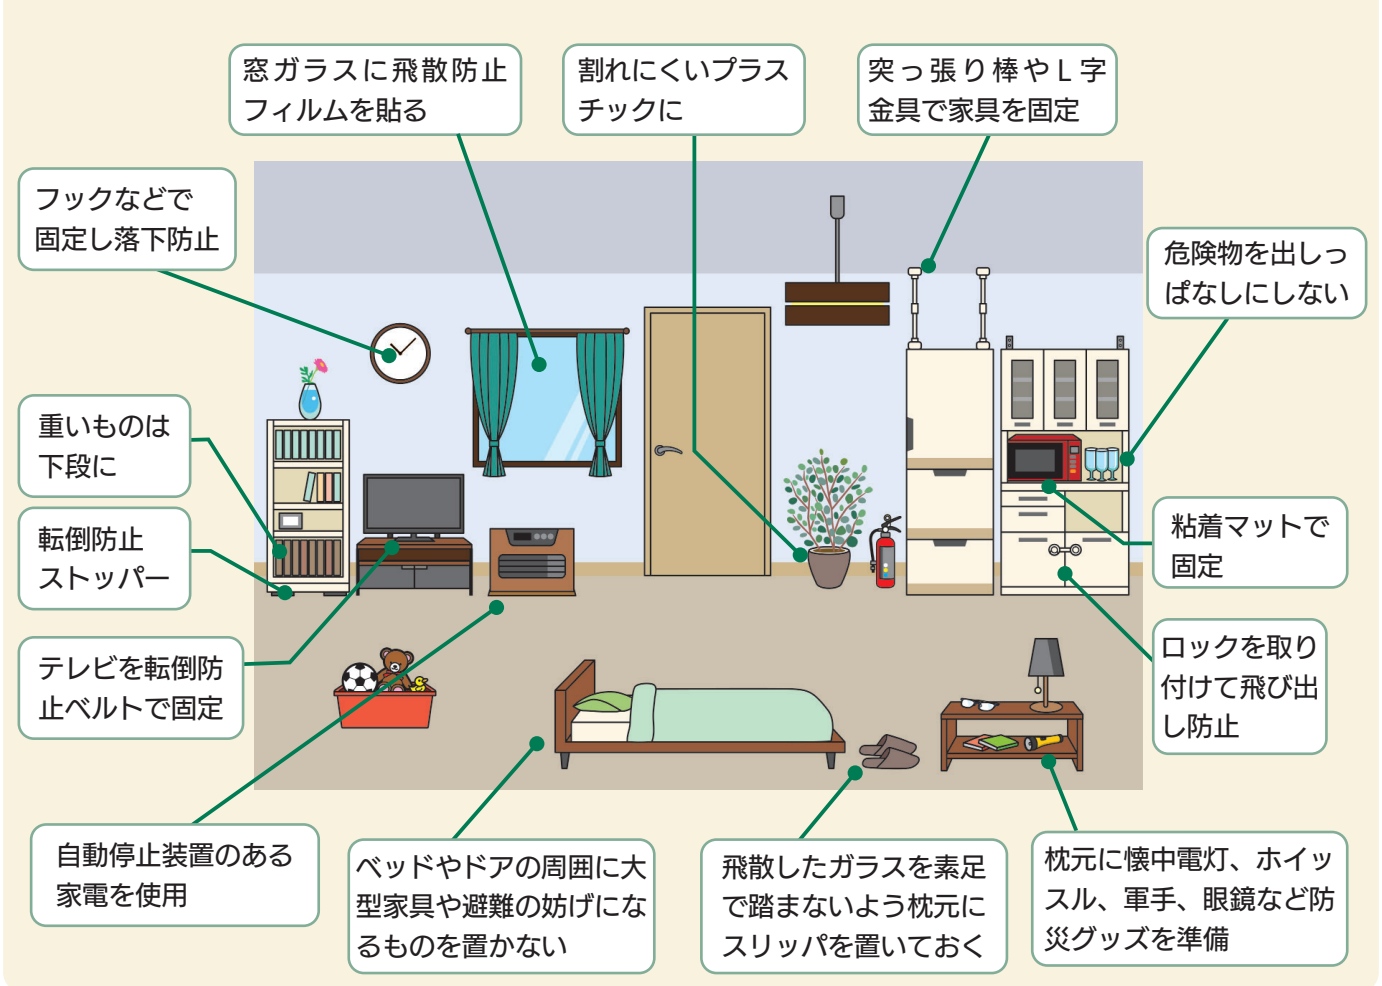 窓ガラスに飛散防止
フィルムを貼る
割れにくいプラス
チックに
突っ張り棒やL字
金具で家具を固定
フックなどで
固定し落下防止
危険物を出しっ
ぱなしにしない
重いものは
下段に
転倒防止
ストッパー
粘着マットで
固定
テレビを転倒防
止ベルトで固定
ロックを取り
付けて飛び出
し防止
自動停止装置のある
家電を使用
ベッドやドアの周囲に大
型家具や避難の妨げにな
るものを置かない
飛散したガラスを素足
で踏まないよう枕元に
スリッパを置いておく
枕元に懐中電灯、ホイッ
スル、軍手、眼鏡など防
災グッズを準備